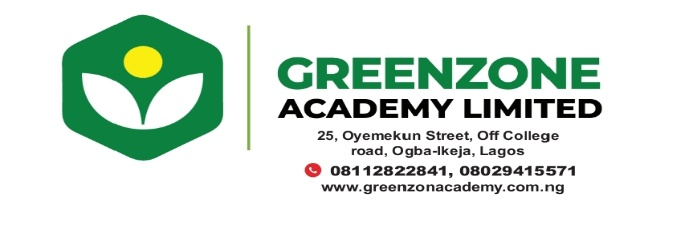 GREENZONE
ACADEMY LIMITED
25, Oyemekun Street, Off College
road, Ogba-Ikeja, Lagos
08112822841, 08029415571
www.greenzonacademy.com.ng